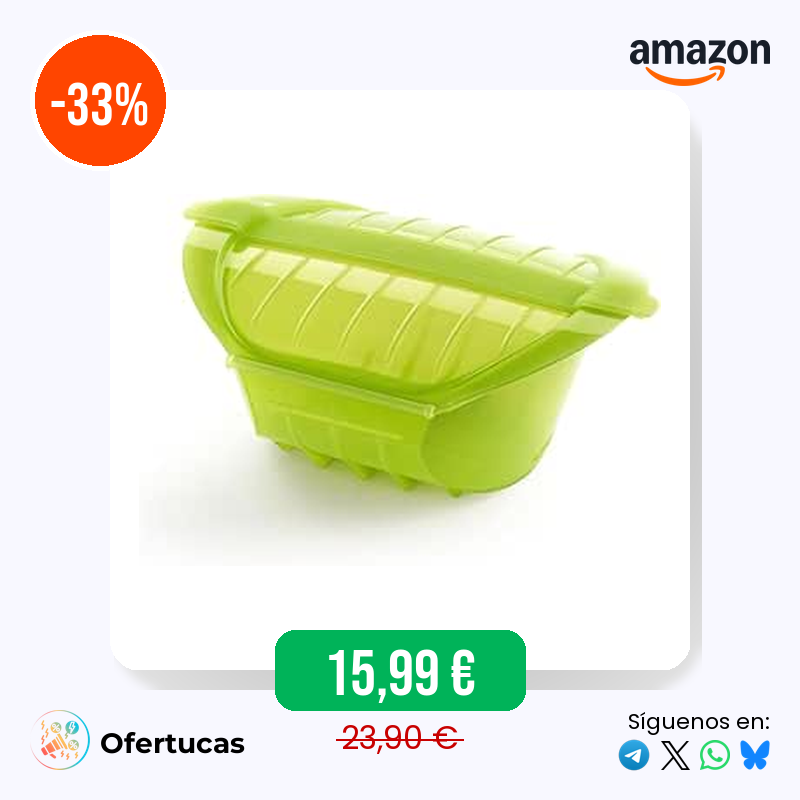 -33%
amazon
15,99 €
23,90 €
Ofertucas
Síguenos en: